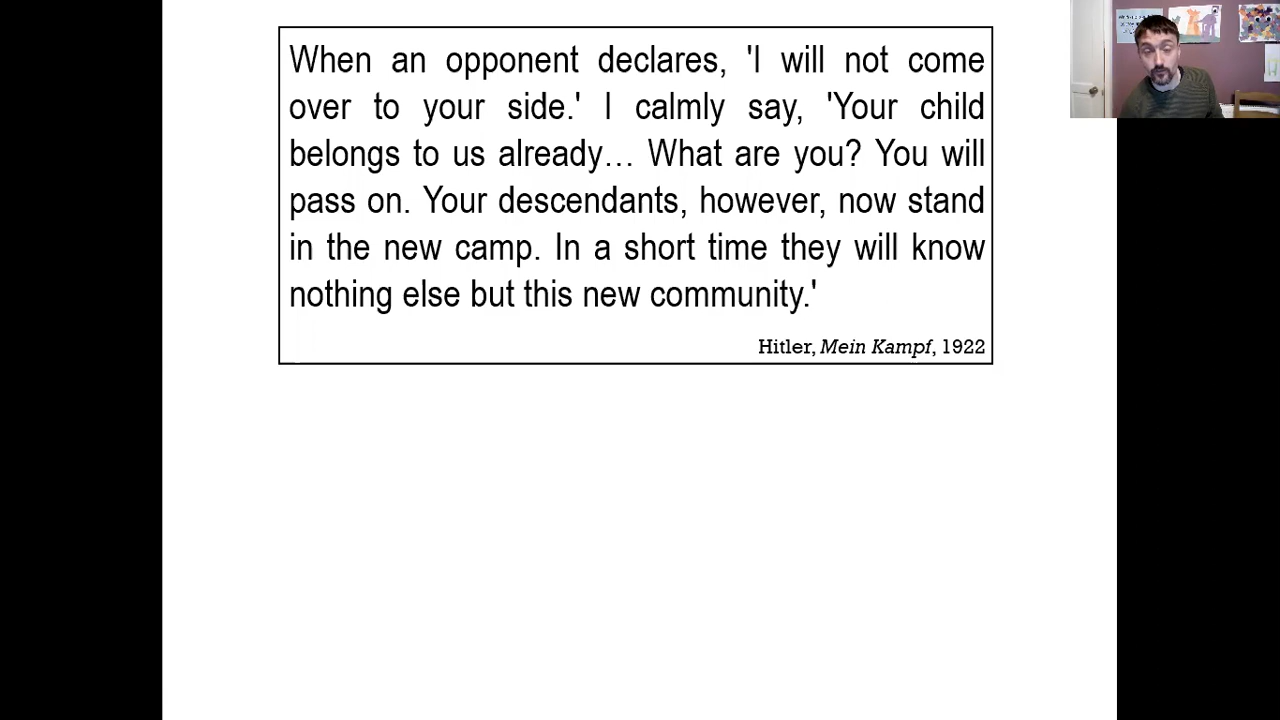 When an opponent declares, 'I will not come
over to your side.' I calmly say, 'Your child
belongs to us already… What are you? You will
pass on. Your descendants, however, now stand
in the new camp. In a short time they will know
nothing else but this new community.'
Hitler, Mein Kampf, 1922